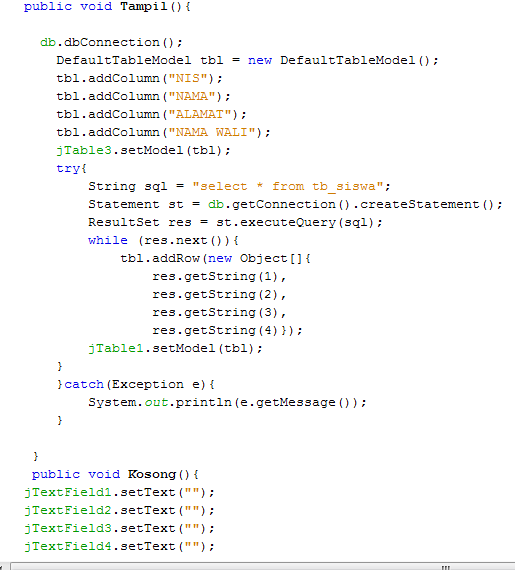 public void Tampil(){
db.dbConnection();
DefaultTableModel tbl = new DefaultTableModel();
tbl.addColumn("NIS");
tbl.addColumn("NAMA");
tbl.addColumn("ALAMAT");
tbl.addColumn("NAMA WALI");
jTable3.setModel(tbl);
try{
String sql = "select * from tb_siswa";
Statement st = db.getConnection().createStatement();
ResultSet res = st.executeQuery(sql);
while (res.next()){
tbl.addRow(new Object[]{
res.getString(1),
res.getString(2),
res.getString(3),
res.getString(4)});
jTable1.setModel(tbl);
}
}catch(Exception e){
System.out.println(e.getMessage());
}
}
public void Kosong(){
jTextField1.setText("");
jTextField2.setText("");
jTextField3.setText("");
jTextField4.setText("");